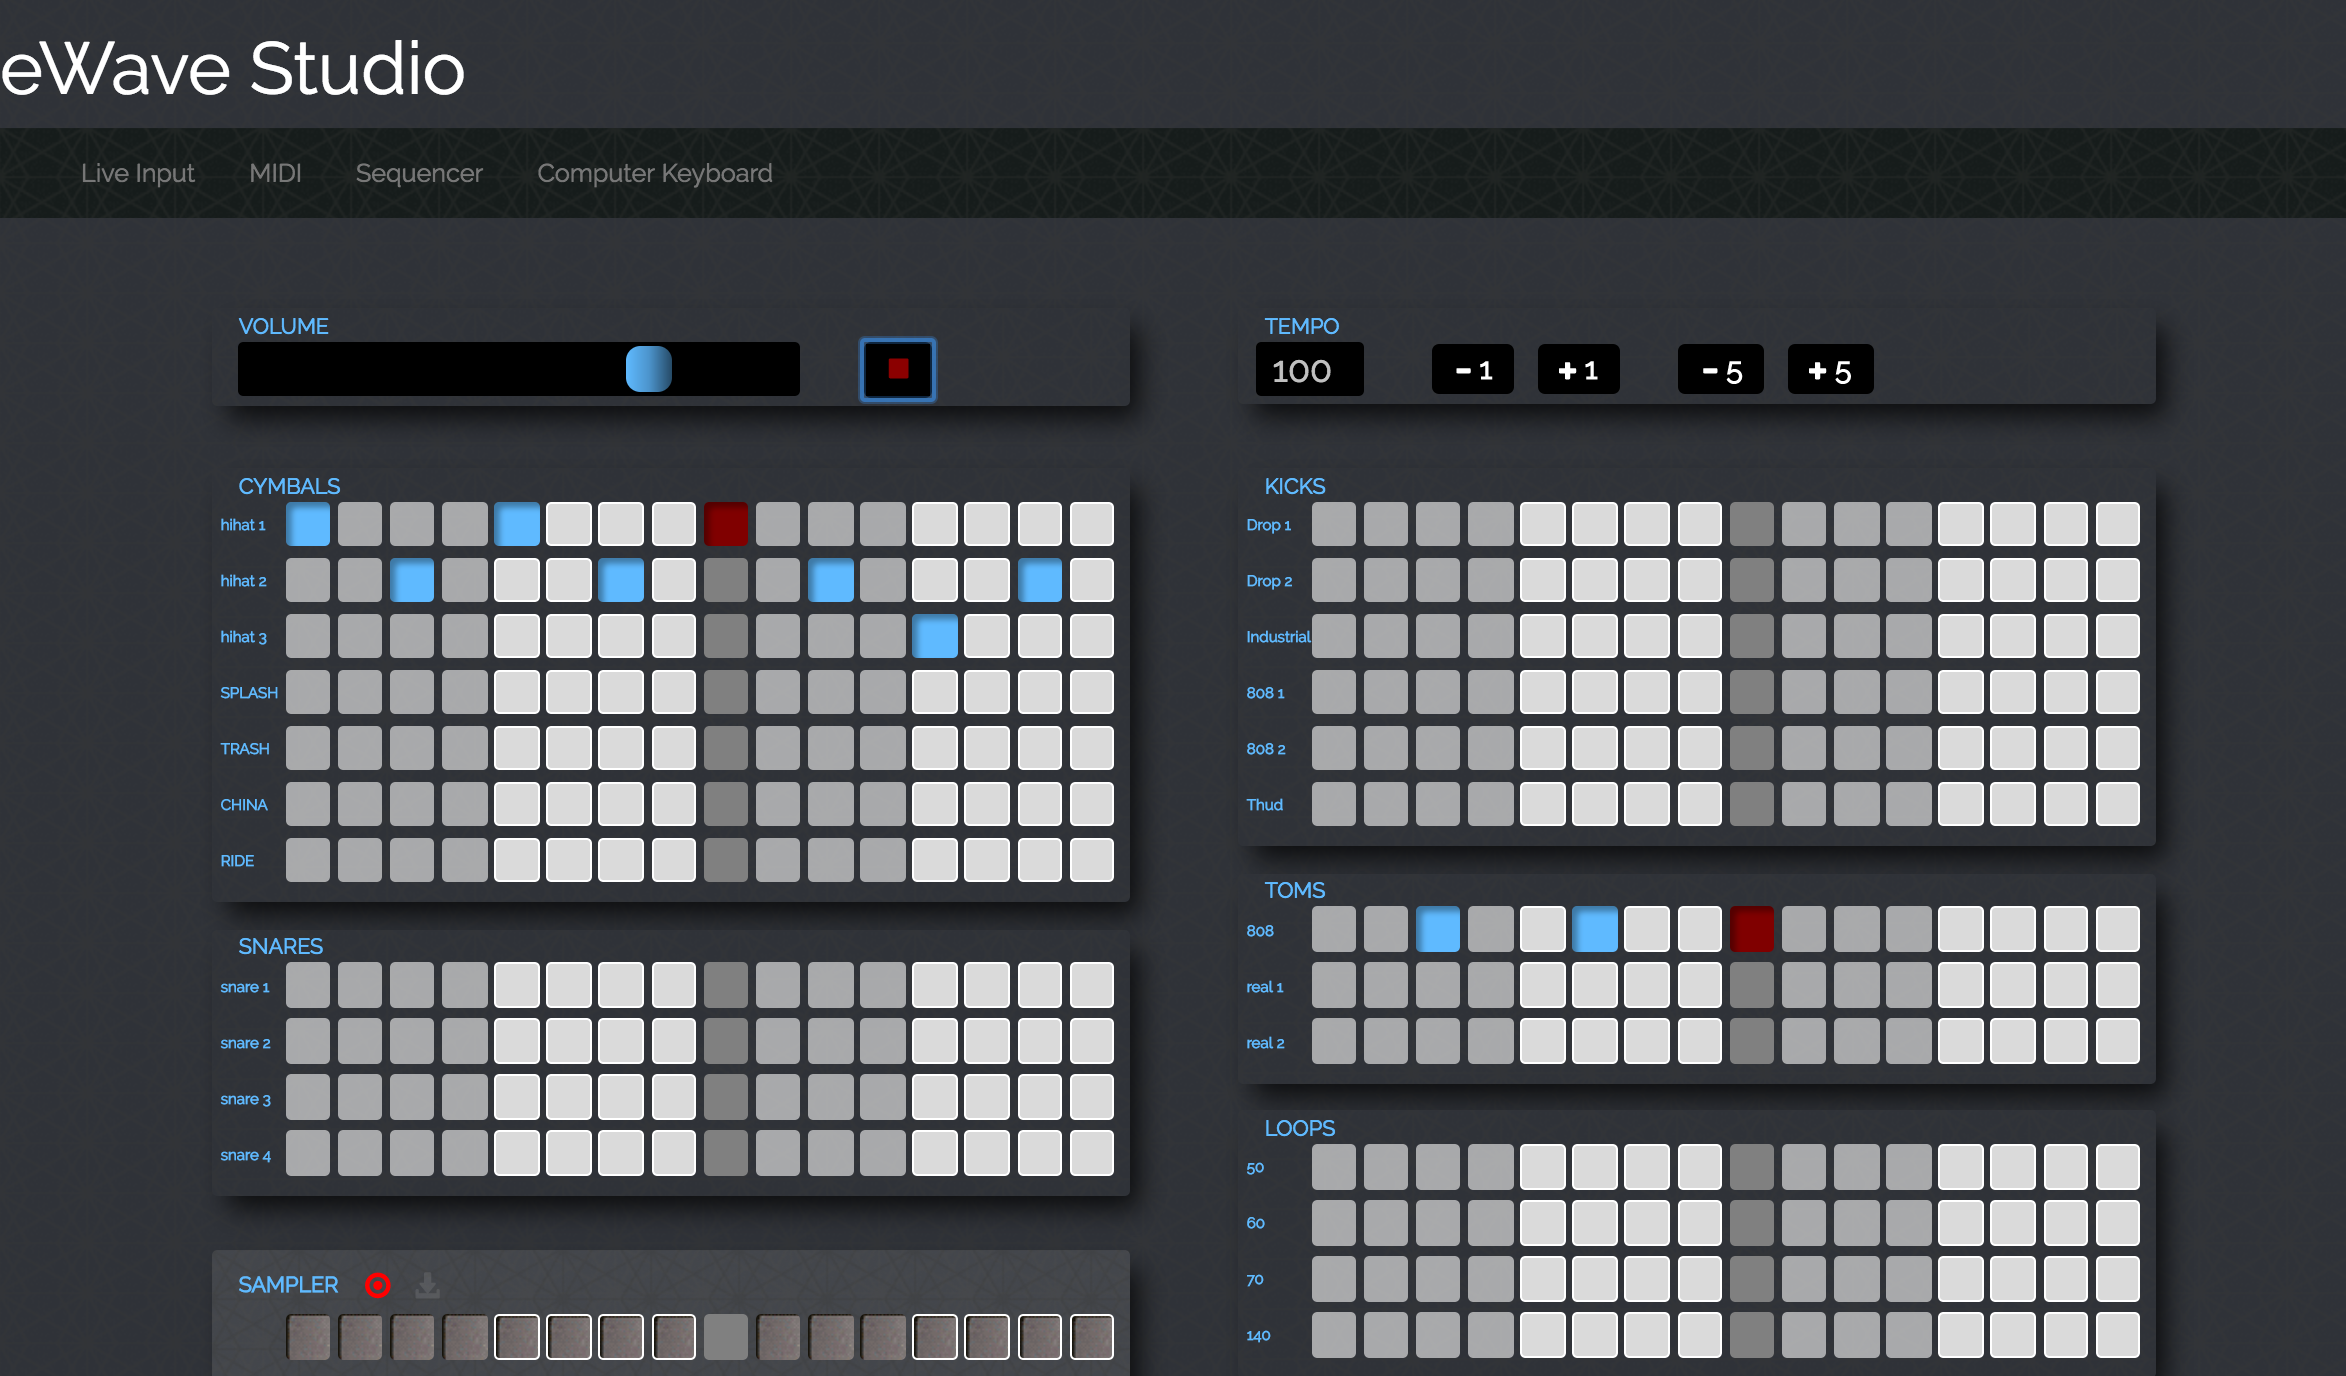 eWave Studio
Live Input MIDI Sequencer Computer Keyboard
VOLUME
TEMPO
100 - 1 + 1 - 5 + 5
CYMBALS
hihat 1
hihat 2
hihat 3
SPLASH
TRASH
CHINA
RIDE
SNARES
snare 1
snare 2
snare 3
snare 4
SAMPLER
KICKS
Drop 1
Drop 2
Industrial
808 1
808 2
Thud
TOMS
808
real 1
real 2
LOOPS
50
60
70
140